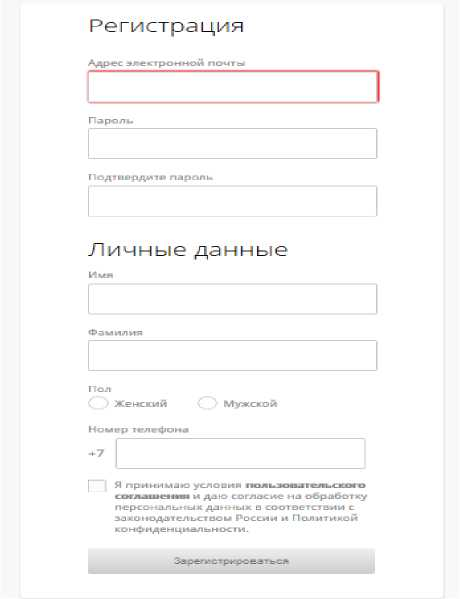 Регистрация
Адрес электронной почты
Пароль
Подтвердите пароль
Личные данные
Имя
Фамилия
Пол
Женский Мужской
Номер телефона
+7
Я принимаю условия пользовательского
соглашения и даю согласие на обработку
персональных данных в соответствии с
законодательством России и Политикой
конфиденциальности.
Зарегистрироваться